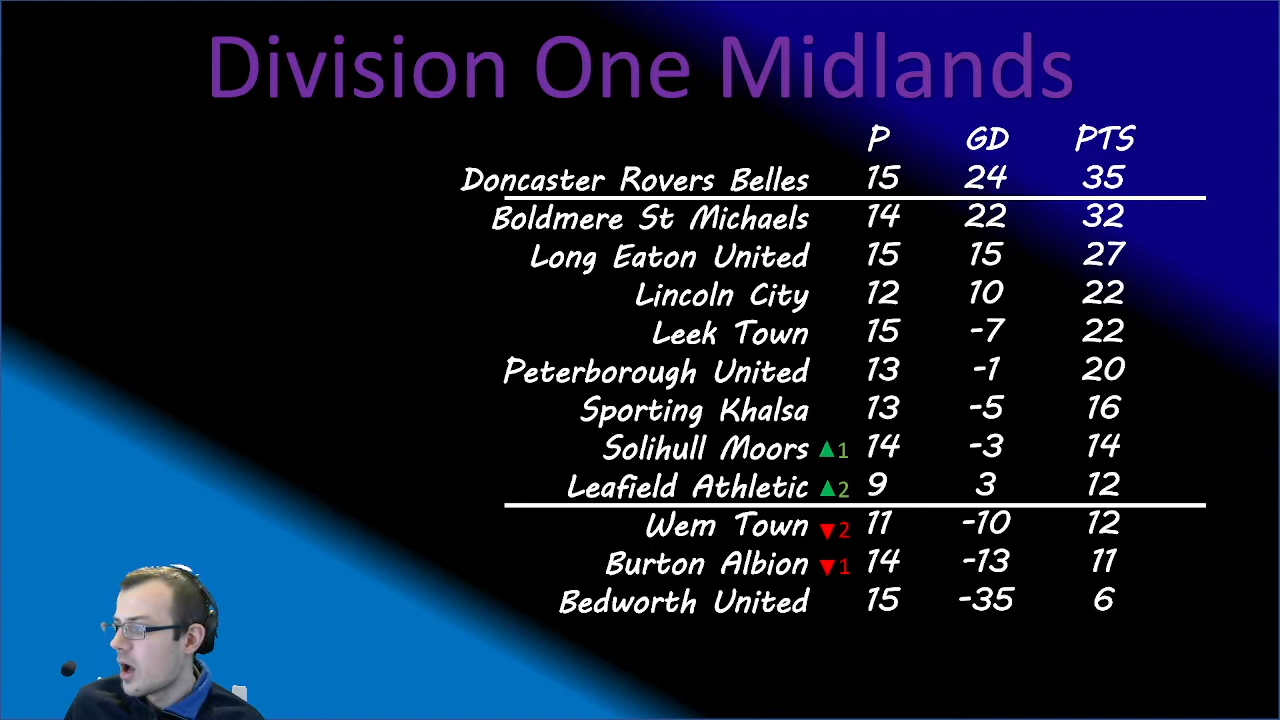 Division One Midlands
P GD PTS
Doncaster Rovers Belles 15 24 35
Boldmere St Michaels 14 22 32
Long Eaton United 15 15 27
Lincoln City 12 10 22
Leek Town 15 -7 22
Peterborough United 13 -1 20
Sporting Khalsa 13 -5 16
Solihull Moors ▲1 14 -3 14
Leafield Athletic ▲2 9 3 12
Wem Town ▼2 11 -10 12
Burton Albion ▼1 14 -13 11
Bedworth United 15 -35 6